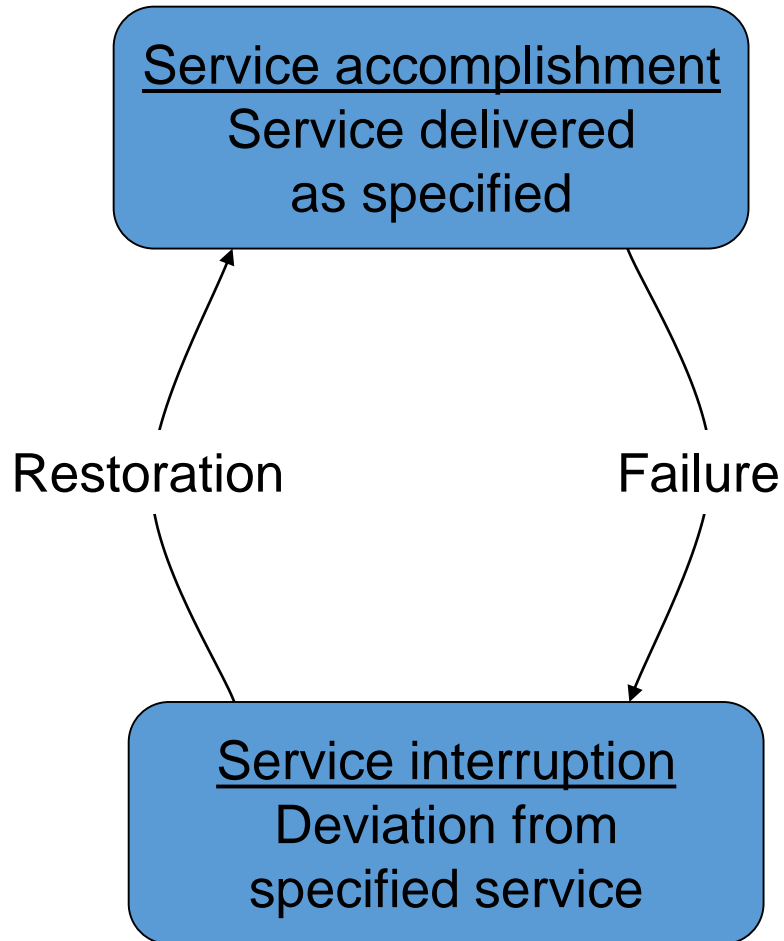 Service accomplishment
Service delivered
as specified
Restoration
Failure
Service interruption
Deviation from
specified service